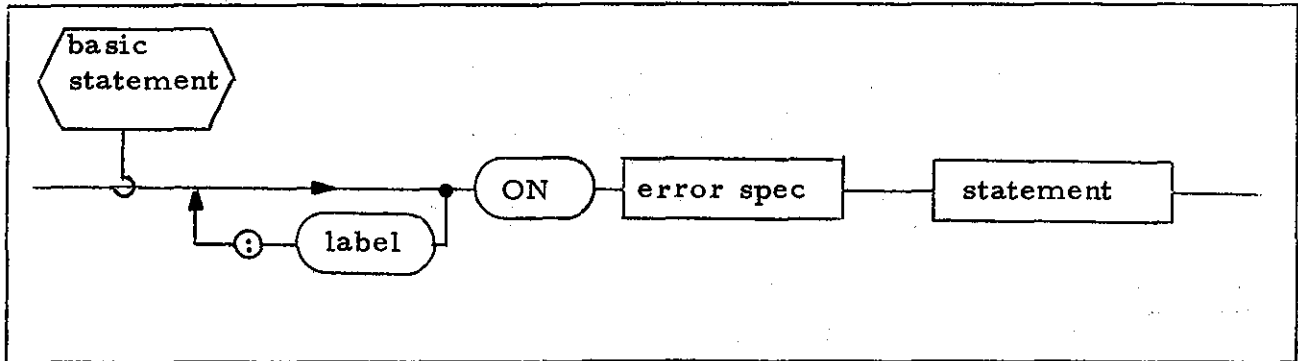 basic
statement
ON
error spec
statement
:
label